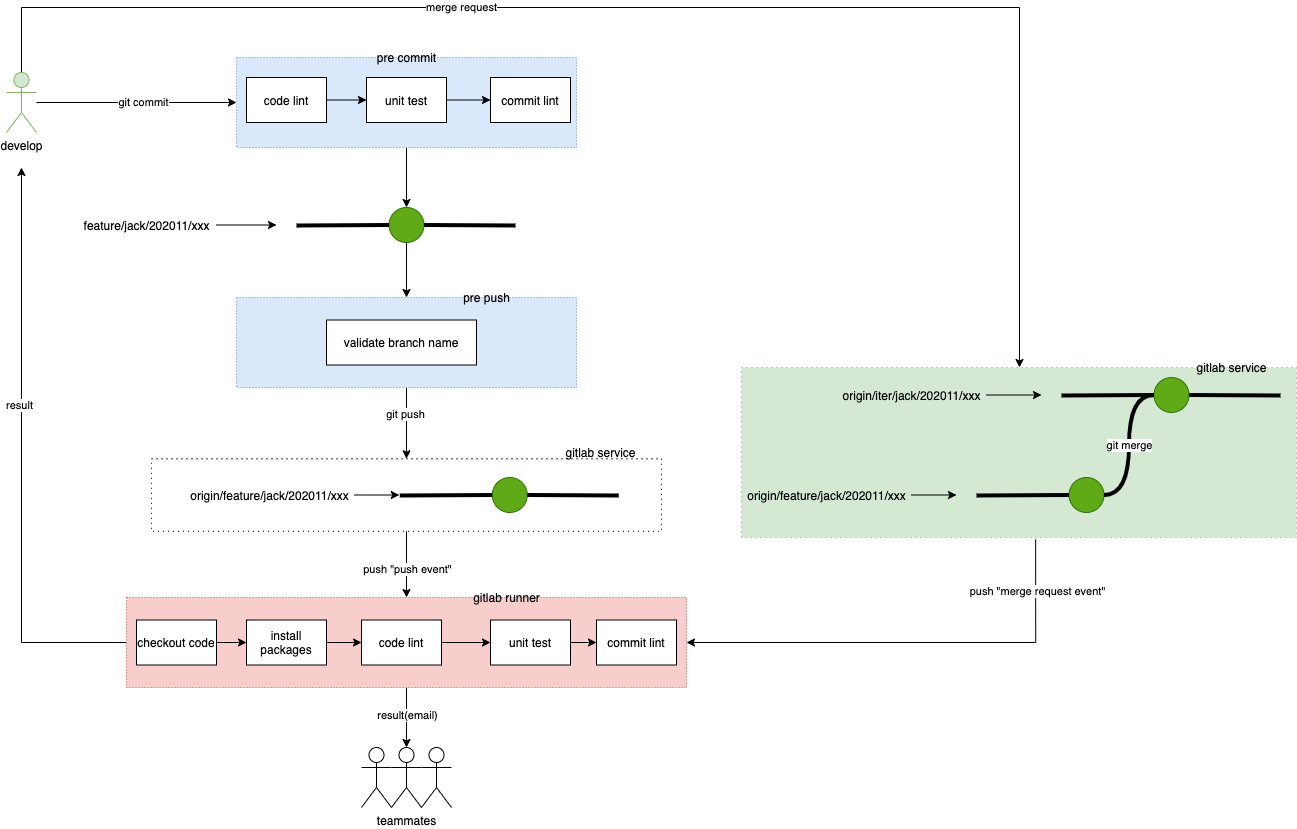 merge request
pre commit
code lint
unit test
commit lint
git commit
develop
feature/jack/202011/xxx
pre push
validate branch name
gitlab service
origin/iter/jack/202011/xxx
result
git push
git merge
gitlab service
origin/feature/jack/202011/xxx
origin/feature/jack/202011/xxx
push "push event"
push "merge request event"
gitlab runner
checkout code
install
packages
code lint
unit test
commit lint
result(email)
teammates